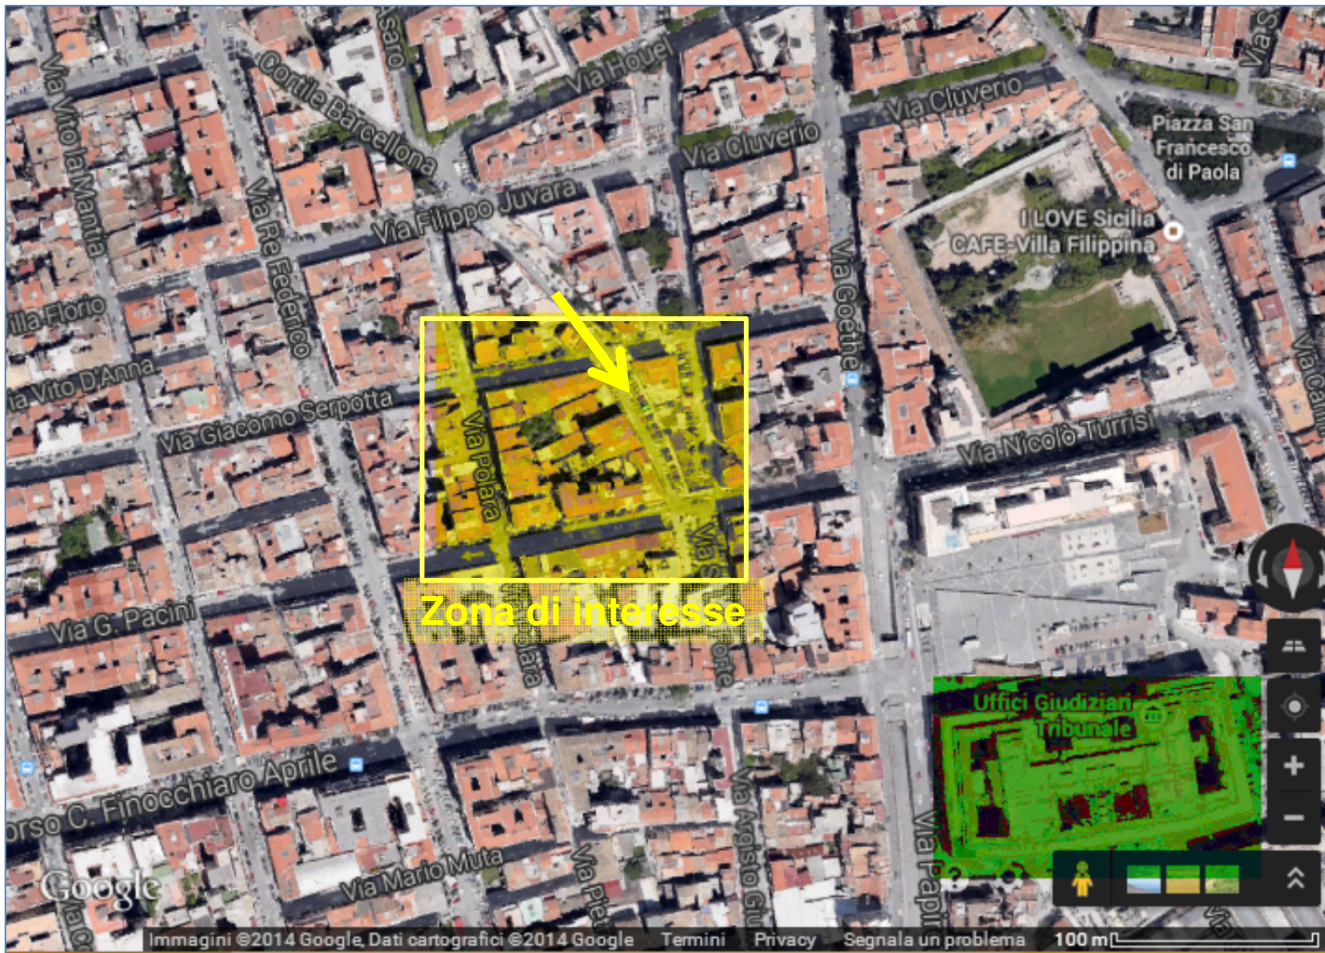 Via Houel
Cortile Barcellona
Via Cluverio
Via Cluverio
Piazza San
Francesco
di Paola
Via Vito la Mantia
Via Filippo Juvara
Via Re Federico
I LOVE Sicilia
CAFE-Villa Filippina
Via Goethe
illa Florio
ia Vito D'Anna
Via Giacomo Serpotta
Via Polara
Via Nicolò Turrisi
Zona di interesse
Via G. Pacini
Uffici Giudiziari
Tribunale
orso C. Finocchiaro Aprile
Via Mario Muta
Google
Immagini ©2014 Google, Dati cartografici ©2014 Google
Termini
Privacy
Segnala un problema
100 m